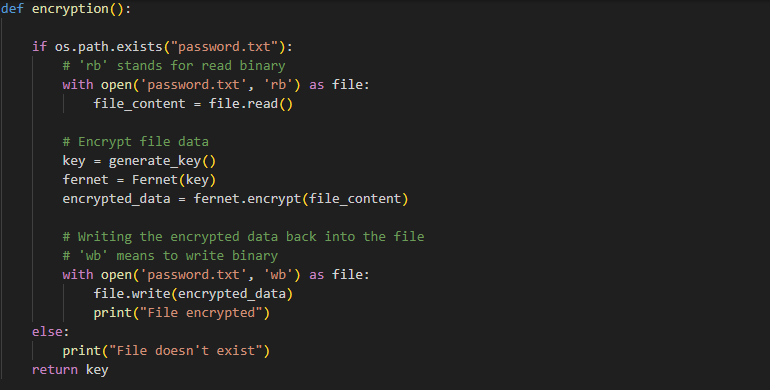 def encryption():
if os.path.exists("password.txt"):
# 'rb' stands for read binary
with open('password.txt', 'rb') as file:
file_content = file.read()
# Encrypt file data
key = generate_key()
fernet = Fernet(key)
encrypted_data = fernet.encrypt(file_content)
# Writing the encrypted data back into the file
# 'wb' means to write binary
with open('password.txt', 'wb') as file:
file.write(encrypted_data)
print("File encrypted")
else:
print("File doesn't exist")
return key